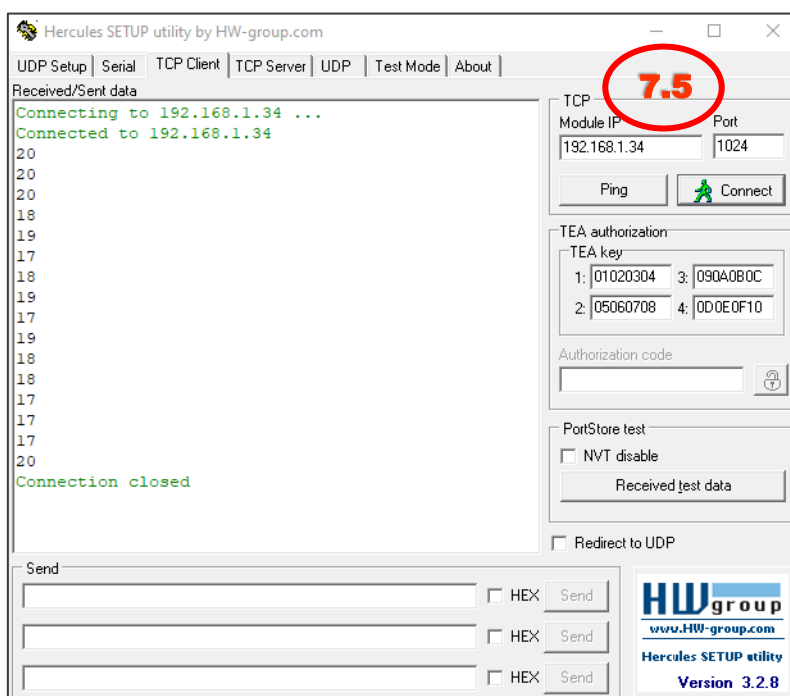 Hercules SETUP utility by HW-group.com
UDP Setup Serial TCP Client TCP Server UDP Test Mode About
Received/Sent data
Connecting to 192.168.1.34 ...
Connected to 192.168.1.34
20
20
20
18
19
17
18
19
17
19
18
18
17
17
17
20
Connection closed
7.5
TCP
Module IP Port
192.168.1.34 1024
Ping Connect
TEA authorization
TEA key
1: 01020304 3: 090A0B0C
2: 05060708 4: 0D0E0F10
Authorization code
PortStore test
NVT disable
Received test data
Redirect to UDP
Send
HEX Send
HEX Send
HEX Send
HW group
www.HW-group.com
Hercules SETUP utility
Version 3.2.8